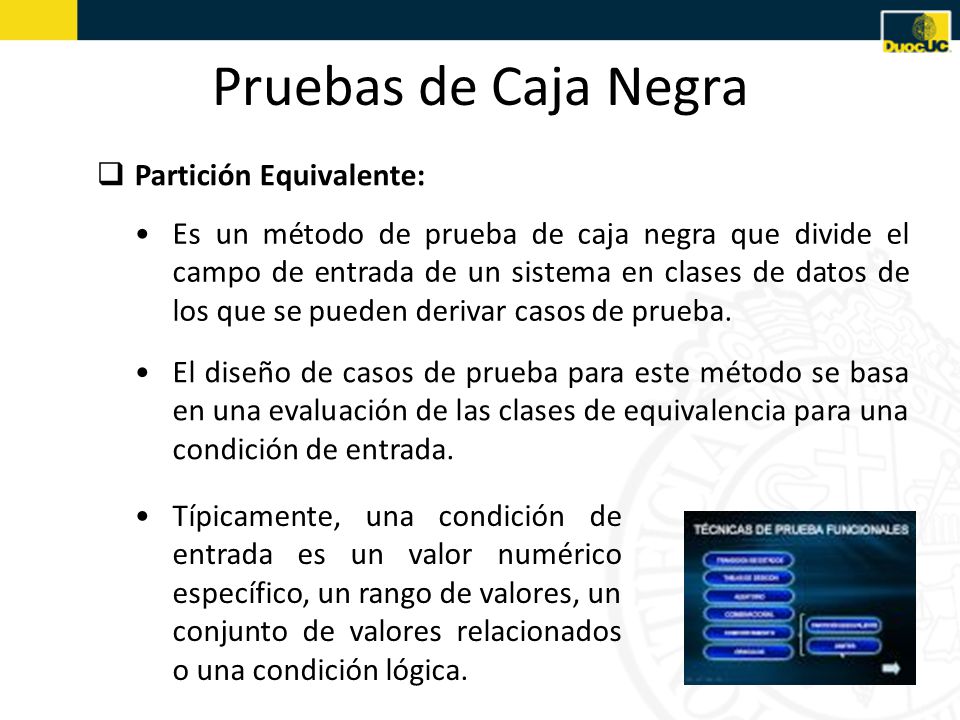 DuocUC
Pruebas de Caja Negra
Partición Equivalente:
• Es un método de prueba de caja negra que divide el
campo de entrada de un sistema en clases de datos de
los que se pueden derivar casos de prueba.
• El diseño de casos de prueba para este método se basa
en una evaluación de las clases de equivalencia para una
condición de entrada.
• Típicamente, una condición de
entrada es un valor numérico
específico, un rango de valores, un
conjunto de valores relacionados
o una condición lógica.
TÉCNICAS DE PRUEBA FUNCIONALES